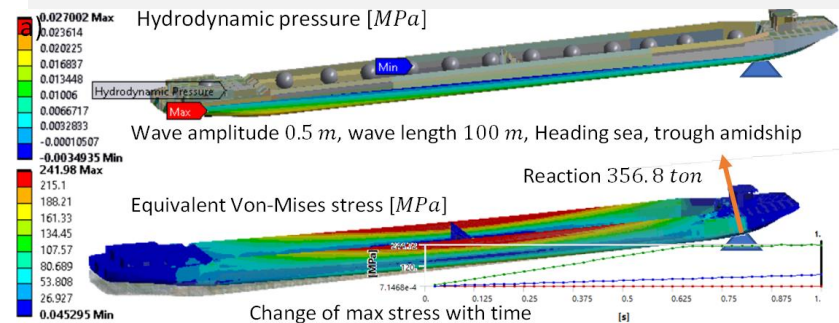 a)
0.027002 Max
0.023614
0.020225
0.016837
0.013448
0.01006
0.0066717
0.0032833
-0.00010507
-0.0034935 Min
Hydrodynamic pressure [MPa]
Min
Hydrodynamic Pressure
Max
Wave amplitude 0.5 m, wave length 100 m, Heading sea, trough amidship
241.98 Max
215.1
188.21
161.33
134.45
107.57
80.689
53.808
26.927
0.045295 Min
Reaction 356.8 ton
Equivalent Von-Mises stress [MPa]
1.
[MPa]
7.1468e-4
0. 0.125 0.25 0.375 0.5 0.625 0.75 0.875 1.
[s]
Change of max stress with time